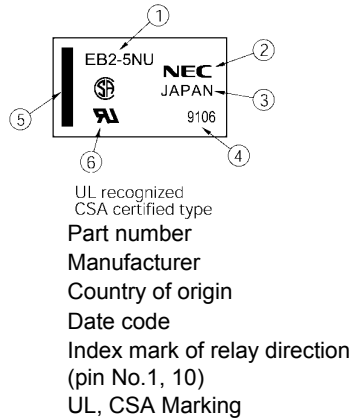 ①
EB2-5NU
NEC ②
JAPAN ③
⑤
9106
⑥ ④
UL recognized
CSA certified type
Part number
Manufacturer
Country of origin
Date code
Index mark of relay direction
(pin No.1, 10)
UL, CSA Marking